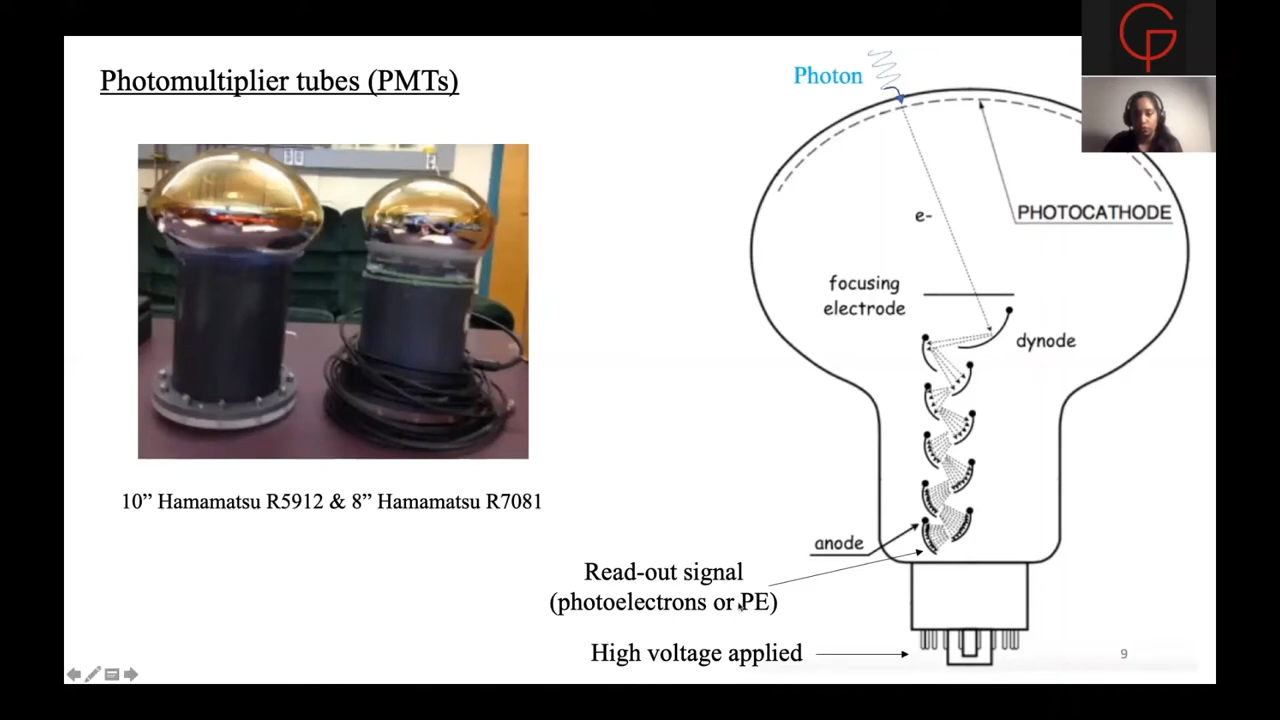 Photomultiplier tubes (PMTs)
10” Hamamatsu R5912 & 8” Hamamatsu R7081
Photon
PHOTOCATHODE
e-
focusing
electrode
dynode
anode
Read-out signal
(photoelectrons or PE)
High voltage applied
9